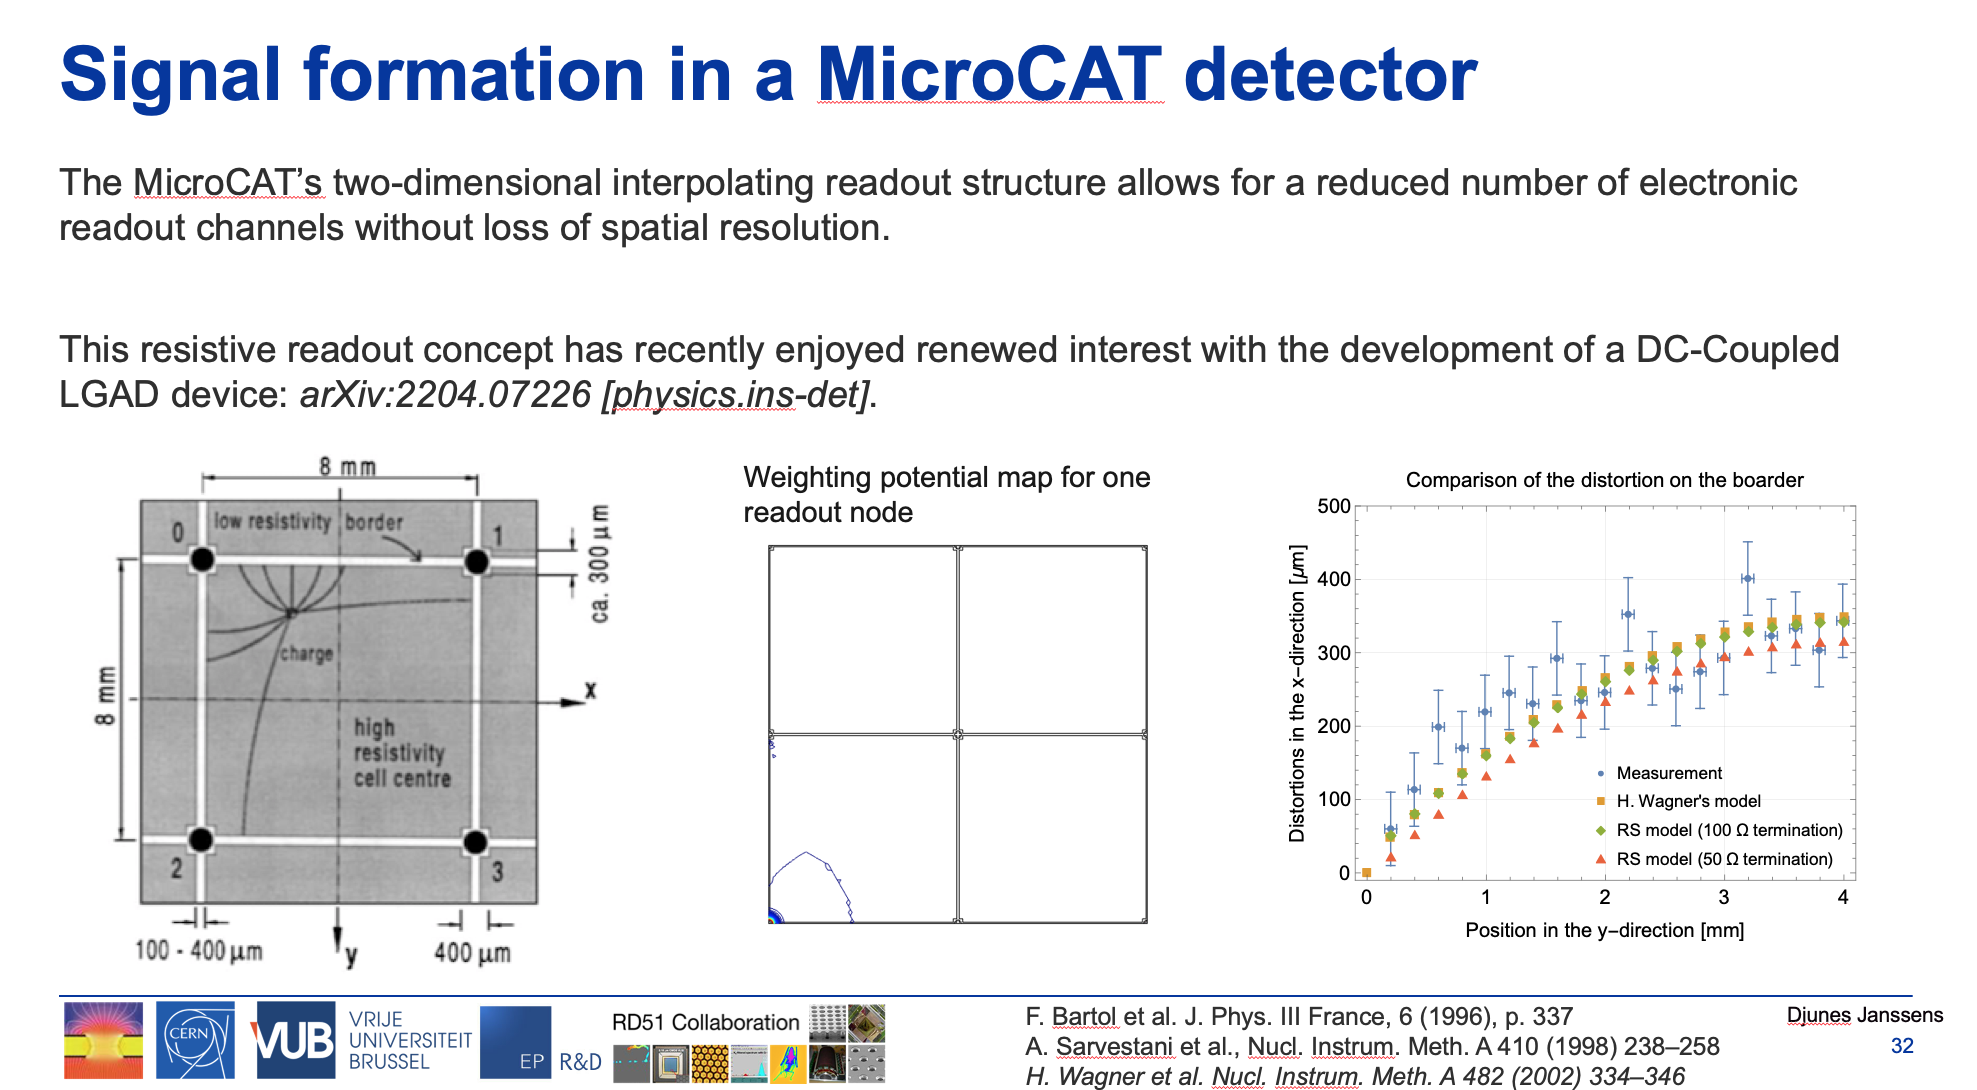 Signal formation in a MicroCAT detector
The MicroCAT's two-dimensional interpolating readout structure allows for a reduced number of electronic
readout channels without loss of spatial resolution.
This resistive readout concept has recently enjoyed renewed interest with the development of a DC-Coupled
LGAD device: arXiv:2204.07226 [physics.ins-det].
8 mm
0
low resistivity border
1
ca. 300 µm
charge
8 mm
x
high
resistivity
cell centre
2
3
100 - 400 µm
y
400 µm
Weighting potential map for one
readout node
Comparison of the distortion on the boarder
Distortions in the x-direction [µm]
500
400
300
200
100
0
Measurement
H. Wagner's model
RS model (100 Ω termination)
RS model (50 Ω termination)
0 1 2 3 4
Position in the y-direction [mm]
CERN
VUB
VRIJE
UNIVERSITEIT
BRUSSEL
EP R&D
RD51 Collaboration
F. Bartol et al. J. Phys. III France, 6 (1996), p. 337
A. Sarvestani et al., Nucl. Instrum. Meth. A 410 (1998) 238–258
H. Wagner et al. Nucl. Instrum. Meth. A 482 (2002) 334–346
Djunes Janssens
32